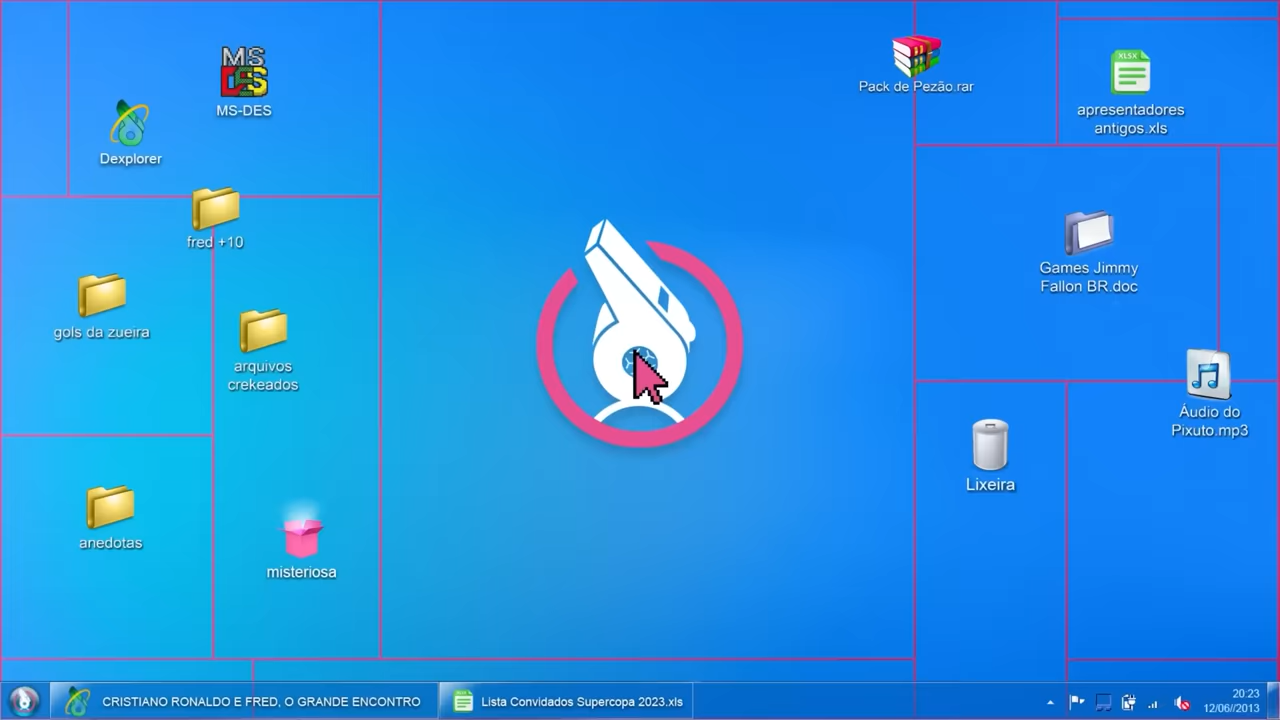 MS
DES
MS-DES
Pack de Pezão.rar
XLSX
apresentadores
antigos.xls
Dexplorer
fred +10
Games Jimmy
Fallon BR.doc
gols da zueira
arquivos
crekeados
Áudio do
Pixuto.mp3
Lixeira
anedotas
misteriosa
CRISTIANO RONALDO E FRED, O GRANDE ENCONTRO
Lista Convidados Supercopa 2023.xls
20:23
12/06//2013